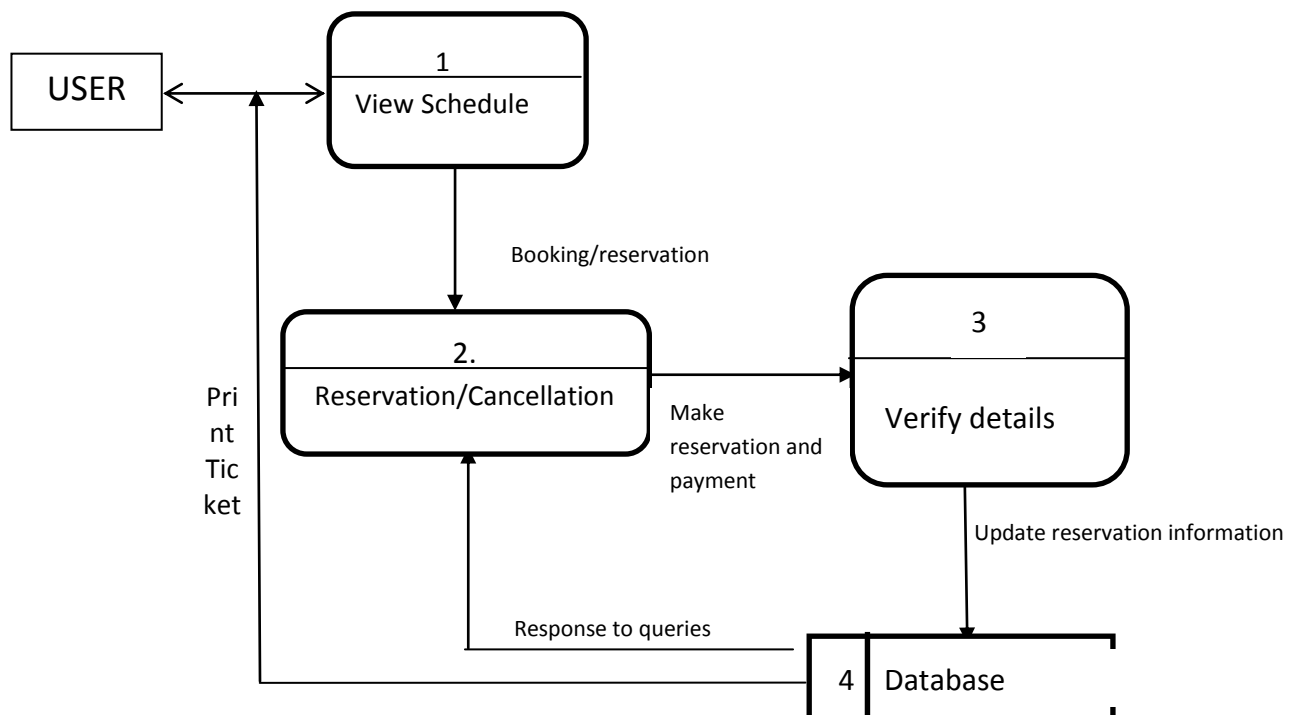 USER
1
View Schedule
Booking/reservation
2.
Reservation/Cancellation
3
Verify details
Make
reservation and
payment
Pri
nt
Tic
ket
Update reservation information
Response to queries
4
Database